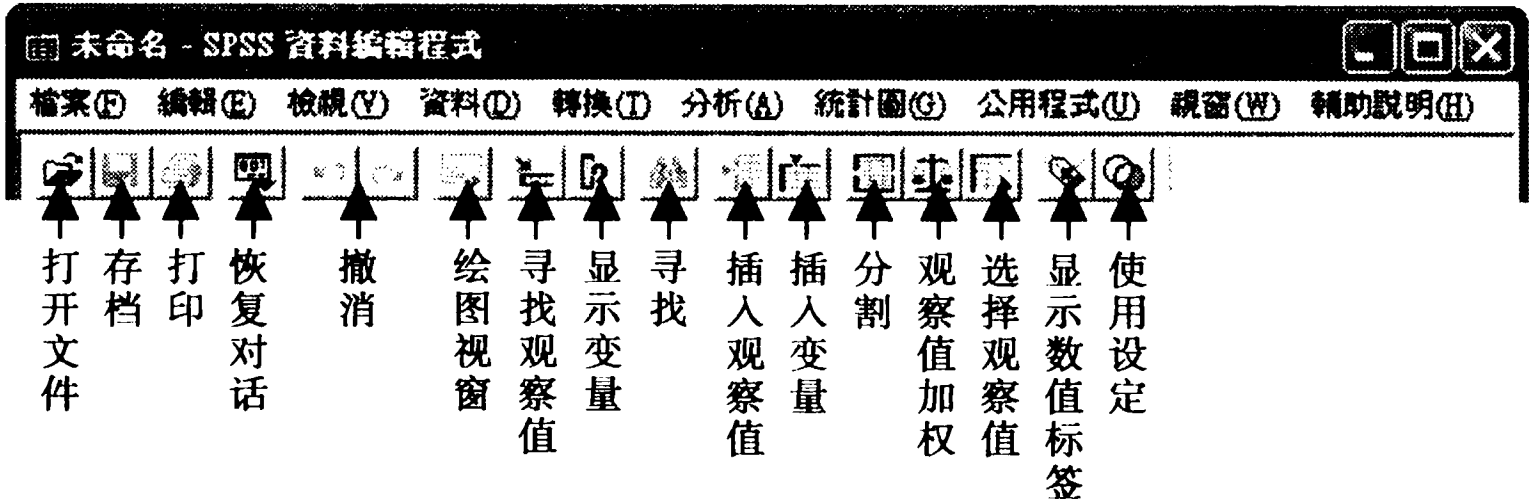 未命名 - SPSS 資料編輯程式
檔案(F) 編輯(E) 檢視(V) 資料(D) 轉換(T) 分析(A) 統計圖(G) 公用程式(U) 視窗(W) 輔助說明(H)
打开文件
存档
打印
恢复对话
撤消
绘图视窗
寻找观察值
显示变量
寻找
插入观察值
插入变量
分割
观察值加权
选择观察值
显示数值标签
使用设定